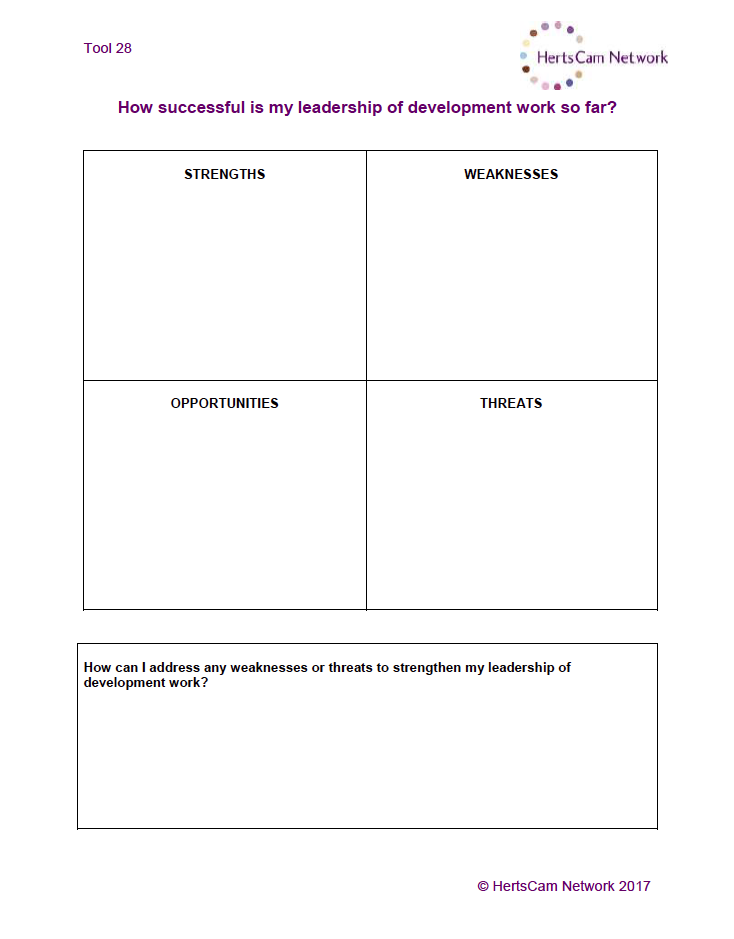 Tool 28
HertsCam Network
How successful is my leadership of development work so far?
STRENGTHS
WEAKNESSES
OPPORTUNITIES
THREATS
How can I address any weaknesses or threats to strengthen my leadership of
development work?
© HertsCam Network 2017